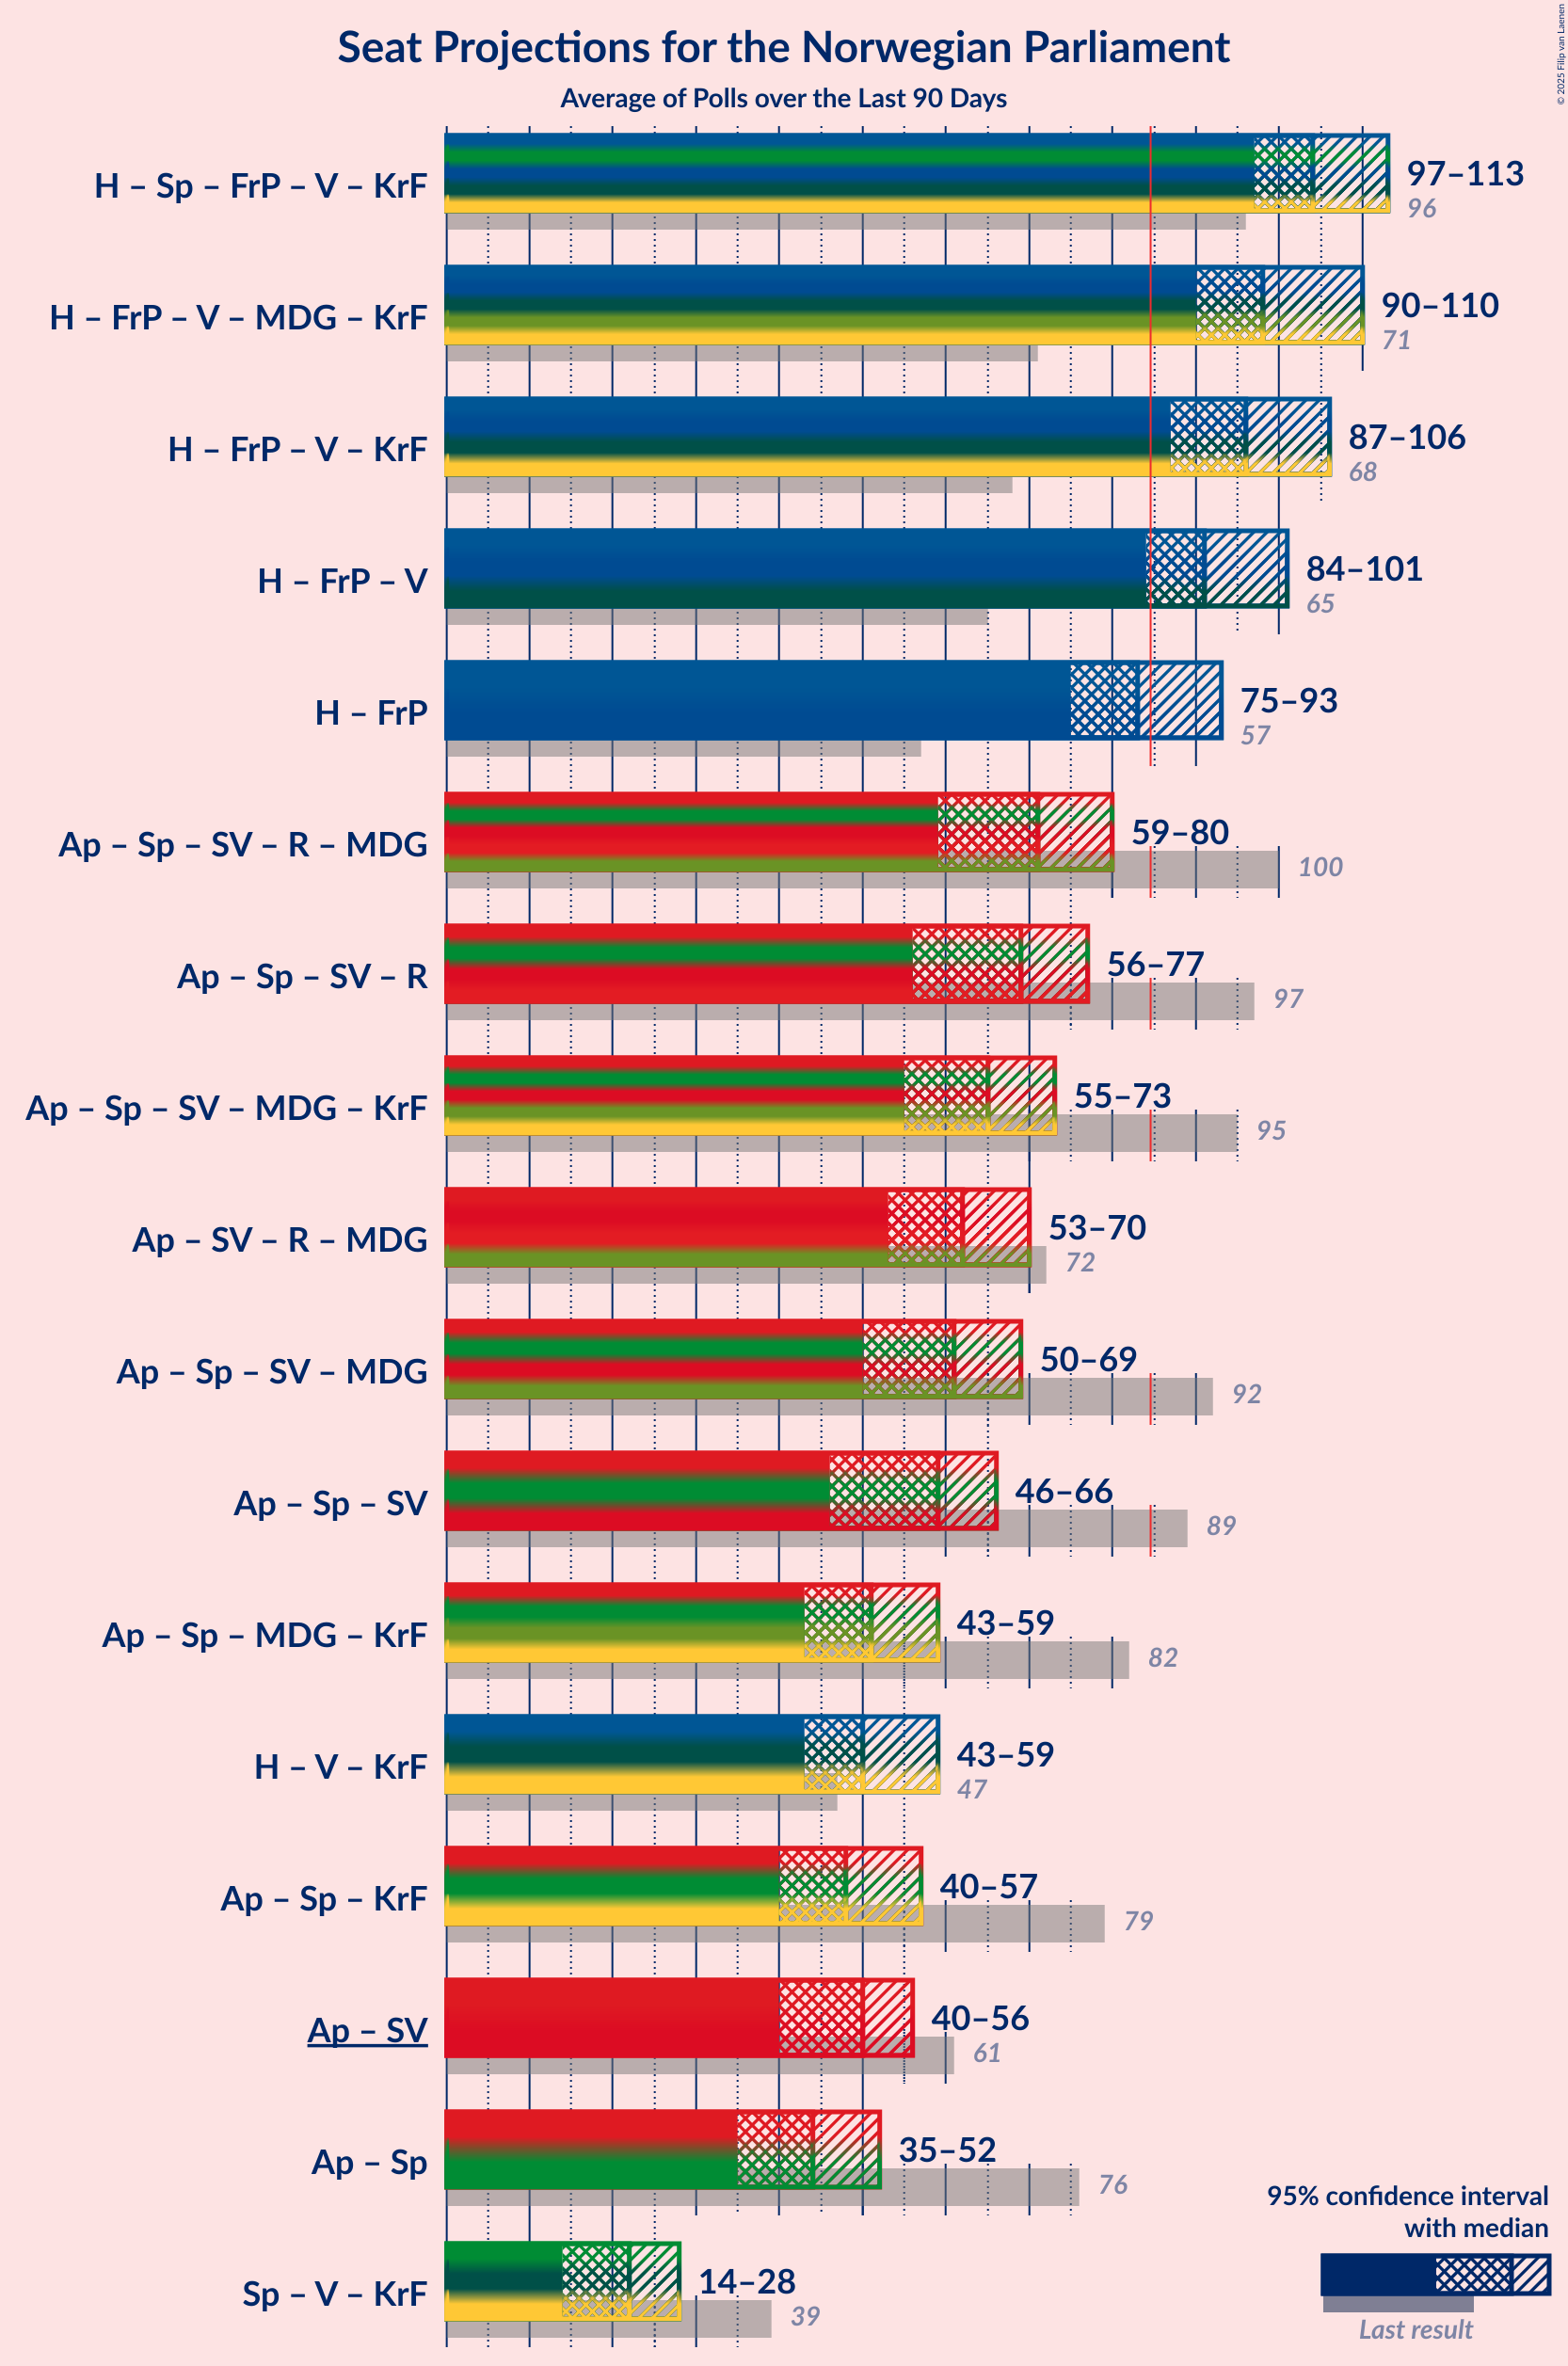 Seat Projections for the Norwegian Parliament
Average of Polls over the Last 90 Days
© 2025 Filip van Laenen
H – Sp – FrP – V – KrF
97–113
96
H – FrP – V – MDG – KrF
90–110
71
H – FrP – V – KrF
87–106
68
H – FrP – V
84–101
65
H – FrP
75–93
57
Ap – Sp – SV – R – MDG
59–80
100
Ap – Sp – SV – R
56–77
97
Ap – Sp – SV – MDG – KrF
55–73
95
Ap – SV – R – MDG
53–70
72
Ap – Sp – SV – MDG
50–69
92
Ap – Sp – SV
46–66
89
Ap – Sp – MDG – KrF
43–59
82
H – V – KrF
43–59
47
Ap – Sp – KrF
40–57
79
Ap – SV
40–56
61
Ap – Sp
35–52
76
Sp – V – KrF
14–28
39
95% confidence interval
with median
Last result